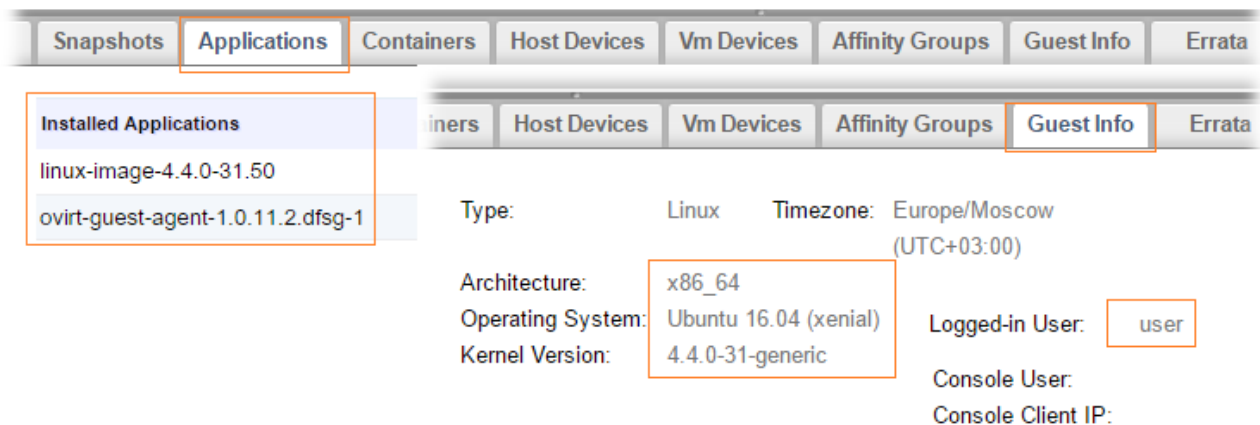 Snapshots Applications Containers Host Devices Vm Devices Affinity Groups Guest Info Errata
Installed Applications
linux-image-4.4.0-31.50
ovirt-guest-agent-1.0.11.2.dfsg-1
iners Host Devices Vm Devices Affinity Groups Guest Info Errata
Type: Linux Timezone: Europe/Moscow
(UTC+03:00)
Architecture: x86_64
Operating System: Ubuntu 16.04 (xenial)
Kernel Version: 4.4.0-31-generic
Logged-in User: user
Console User:
Console Client IP: